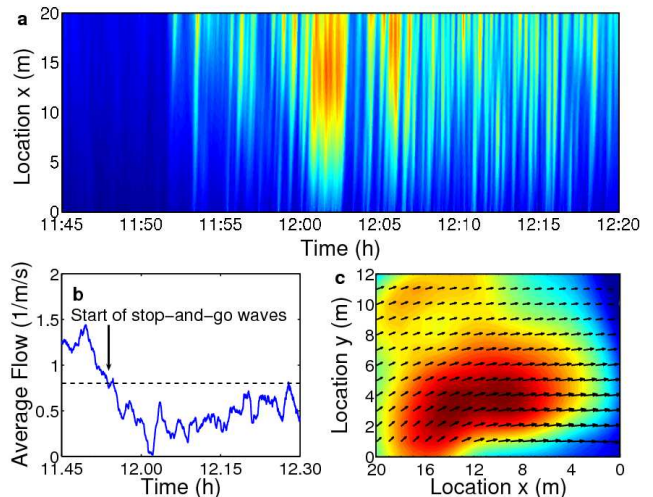 a
Location x (m)
20
15
10
5
0
11:45 11:50 11:55 12:00 12:05 12:10 12:15 12:20
Time (h)
b
Start of stop−and−go waves
Average Flow (1/m/s)
2
1.5
1
0.5
0
11.45 12.00 12.15 12.30
Time (h)
c
Location y (m)
12
10
8
6
4
2
0
20 16 12 8 4 0
Location x (m)